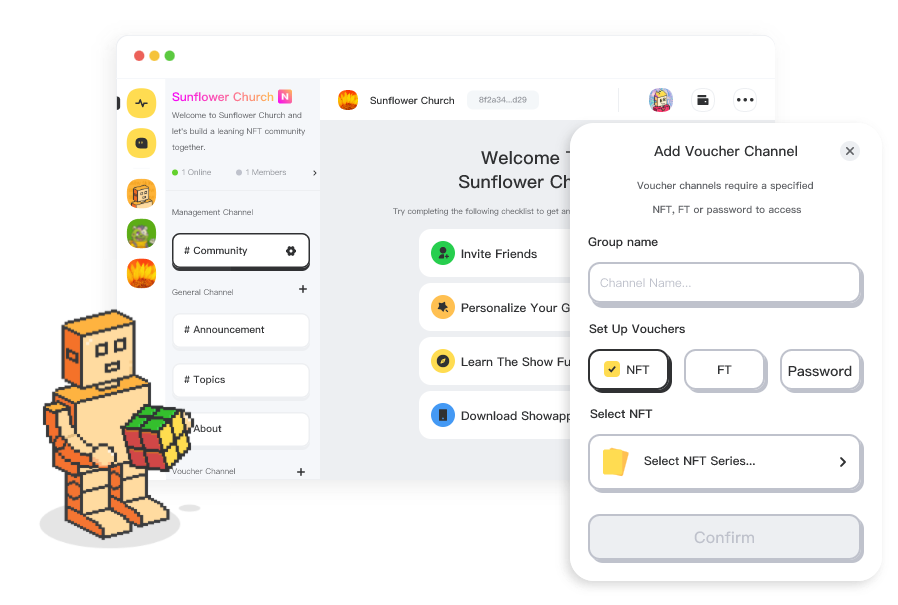 Sunflower Church N
Welcome to Sunflower Church and
let's build a leaning NFT community
together.
1 Online
1 Members
Management Channel
# Community
General Channel
# Announcement
# Topics
About
Voucher Channel
Sunflower Church
8f2a34...d29
Welcome
Sunflower Ch
Try completing the following checklist to get an
Invite Friends
Personalize Your G
Learn The Show Fu
Download Showapp
Add Voucher Channel
Voucher channels require a specified
NFT, FT or password to access
Group name
Channel Name...
Set Up Vouchers
NFT
FT
Password
Select NFT
Select NFT Series...
Confirm